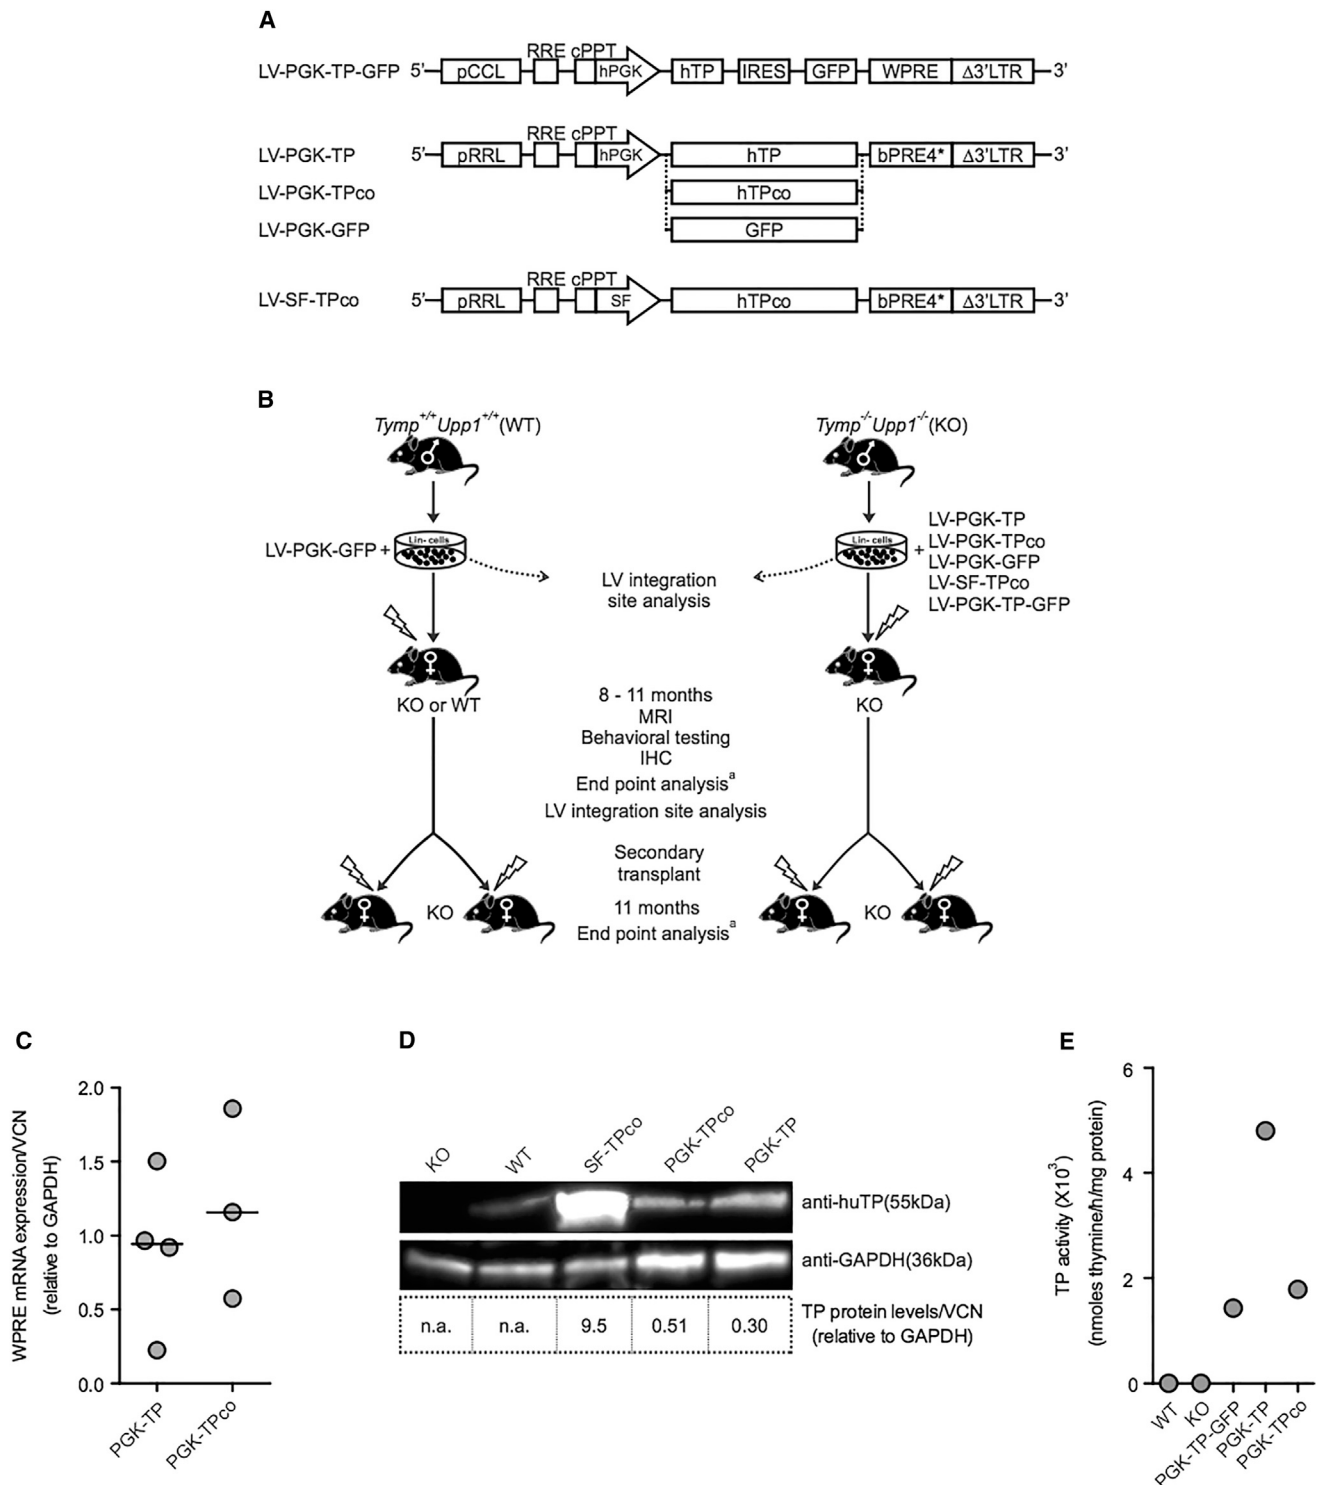 A
LV-PGK-TP-GFP 5' pCCL RRE cPPT hPGK hTP IRES GFP WPRE Δ3'LTR 3'
LV-PGK-TP 5' pRRL RRE cPPT hPGK hTP bPRE4* Δ3'LTR 3'
LV-PGK-TPco hTPco
LV-PGK-GFP GFP
LV-SF-TPco 5' pRRL RRE cPPT SF hTPco bPRE4* Δ3'LTR 3'
B
Tymp+/+Upp1+/+(WT)
Tymp-/-Upp1-/-(KO)
♂
♂
LV-PGK-GFP +
Lin- cells
Lin- cells
+
LV-PGK-TP
LV-PGK-TPco
LV-PGK-GFP
LV-SF-TPco
LV-PGK-TP-GFP
LV integration
site analysis
♀
♀
KO or WT
KO
8 - 11 months
MRI
Behavioral testing
IHC
End point analysisa
LV integration site analysis
Secondary
transplant
11 months
End point analysisa
♀ KO ♀
♀ KO ♀
C
WPRE mRNA expression/VCN
(relative to GAPDH)
2.0
1.5
1.0
0.5
0.0
PGK-TP
PGK-TPco
D
KO
WT
SF-TPco
PGK-TPco
PGK-TP
anti-huTP(55kDa)
anti-GAPDH(36kDa)
n.a. n.a. 9.5 0.51 0.30
TP protein levels/VCN
(relative to GAPDH)
E
TP activity (X10³)
(nmoles thymine/h/mg protein)
6
4
2
0
WT
KO
PGK-TP-GFP
PGK-TP
PGK-TPco